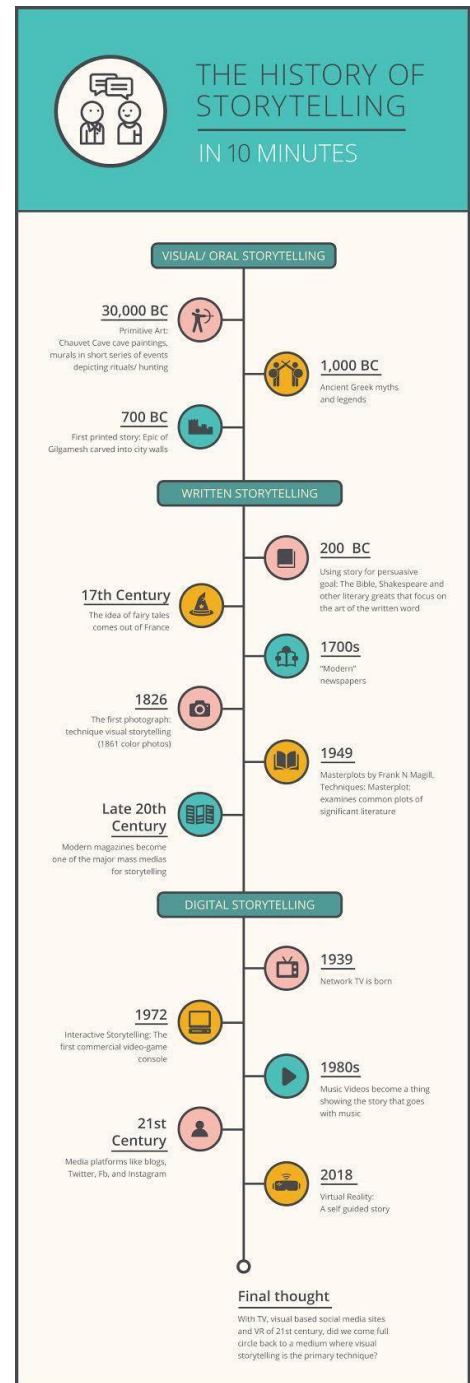 THE HISTORY OF
STORYTELLING
IN 10 MINUTES
VISUAL/ ORAL STORYTELLING
30,000 BC
Primitive Art:
Chauvet Cave cave paintings,
murals in short series of events
depicting rituals/ hunting
1,000 BC
Ancient Greek myths
and legends
700 BC
First printed story: Epic of
Gilgamesh carved into city walls
WRITTEN STORYTELLING
200 BC
Using story for persuasive
goal: The Bible, Shakespeare and
other literary greats that focus on
the art of the written word
17th Century
The idea of fairy tales
comes out of France
1700s
"Modern"
newspapers
1826
The first photograph:
technique visual storytelling
(1861 color photos)
1949
Masterplots by Frank N Magill,
Techniques: Masterplot:
examines common plots of
significant literature
Late 20th
Century
Modern magazines become
one of the major mass medias
for storytelling
DIGITAL STORYTELLING
1939
Network TV is born
1972
Interactive Storytelling: The
first commercial video-game
console
1980s
Music Videos become a thing
showing the story that goes
with music
21st
Century
Media platforms like blogs,
Twitter, Fb, and Instagram
2018
Virtual Reality:
A self guided story
Final thought
With TV, visual based social media sites
and VR of 21st century, did we come full
circle back to a medium where visual
storytelling is the primary technique?